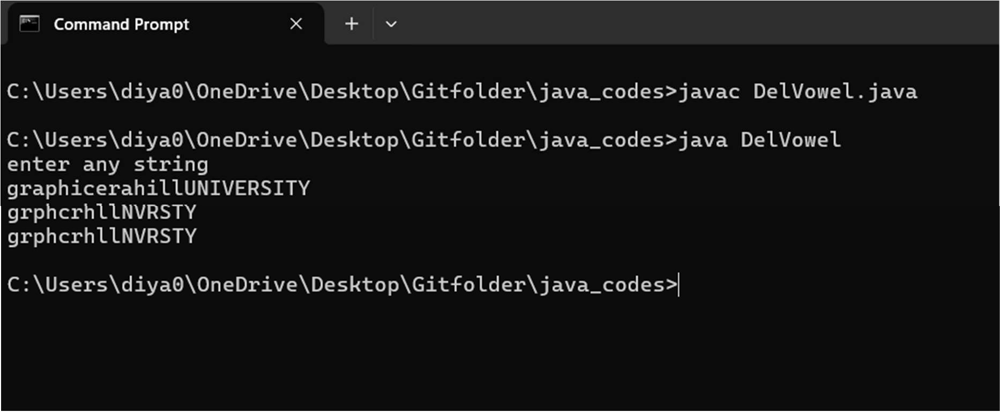 Command Prompt
C:\Users\diya0\OneDrive\Desktop\Gitfolder\java_codes>javac DelVowel.java
C:\Users\diya0\OneDrive\Desktop\Gitfolder\java_codes>java DelVowel
enter any string
graphicerahillUNIVERSITY
grphcrhllNVRSTY
grphcrhllNVRSTY
C:\Users\diya0\OneDrive\Desktop\Gitfolder\java_codes>